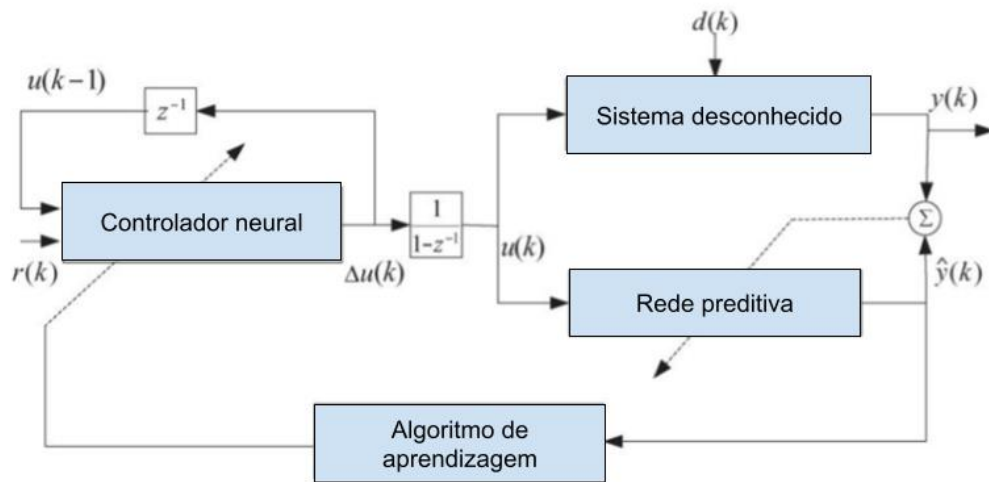 d(k)
u(k−1)
z⁻¹
Sistema desconhecido
y(k)
Controlador neural
1
1−z⁻¹
Σ
r(k)
Δu(k)
u(k)
ŷ(k)
Rede preditiva
Algoritmo de
aprendizagem